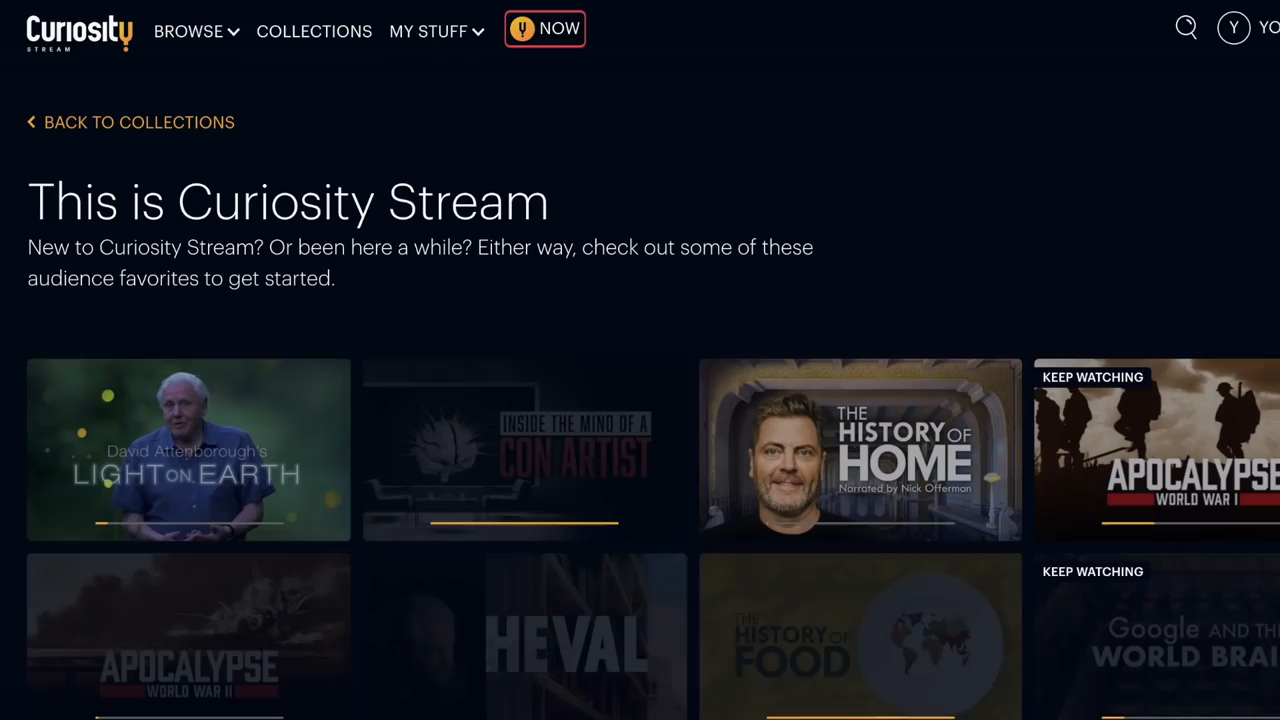 Curiosity
STREAM
BROWSE
COLLECTIONS
MY STUFF
NOW
Y
YO
BACK TO COLLECTIONS
This is Curiosity Stream
New to Curiosity Stream? Or been here a while? Either way, check out some of these
audience favorites to get started.
David Attenborough's
LIGHT ON EARTH
INSIDE THE MIND OF A
CON ARTIST
THE
HISTORY OF
HOME
Narrated by Nick Offerman
KEEP WATCHING
APOCALYPSE
WORLD WAR I
APOCALYPSE
WORLD WAR II
HEVAL
THE
HISTORY OF
FOOD
KEEP WATCHING
Google AND TH
WORLD BRAI